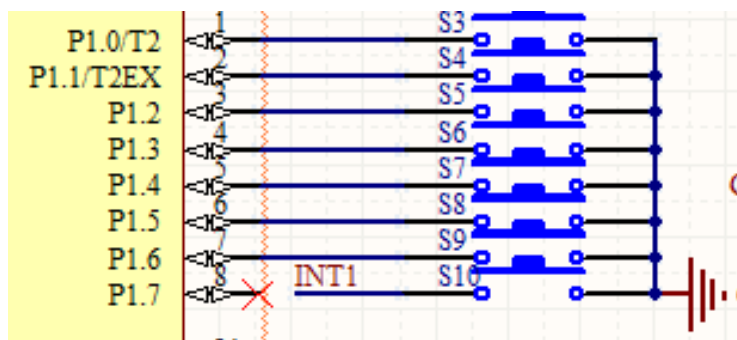 1 S3
P1.0/T2
2 S4
P1.1/T2EX
3 S5
P1.2
4 S6
P1.3
5 S7
P1.4
6 S8
P1.5
7 S9
P1.6
8 INT1 S10
P1.7